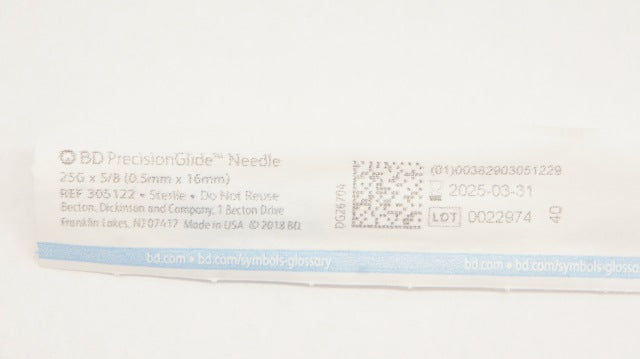 BD PrecisionGlide™ Needle
25G x 5/8 (0.5mm x 16mm)
REF 305122 • Sterile • Do Not Reuse
Becton, Dickinson and Company, 1 Becton Drive
Franklin Lakes, NJ 07417 Made in USA © 2018 BD
DGZ6704
(01)00382903051229
2025-03-31
LOT 0022974
40
bd.com • bd.com/symbols-glossary
bd.com • bd.com/symbols-glossary